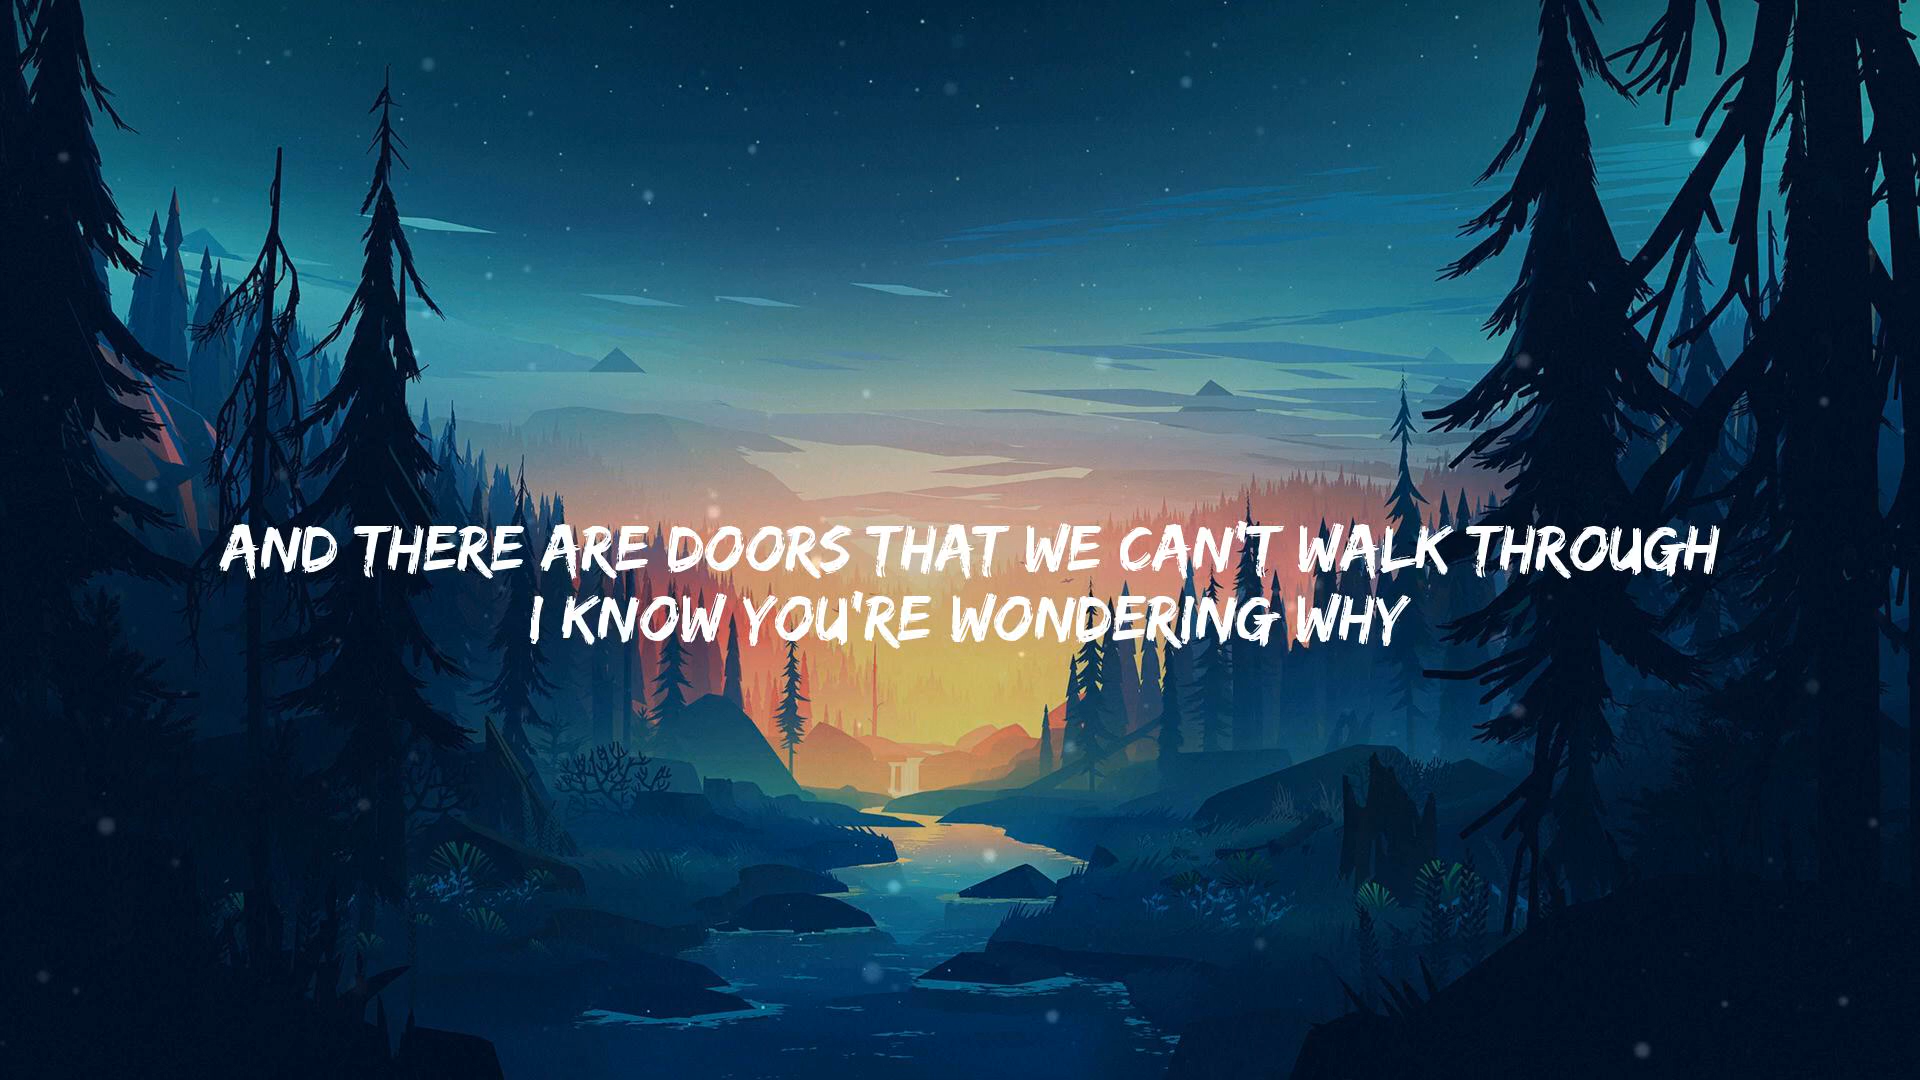 AND THERE ARE DOORS THAT WE CAN'T WALK THROUGH
I KNOW YOU'RE WONDERING WHY